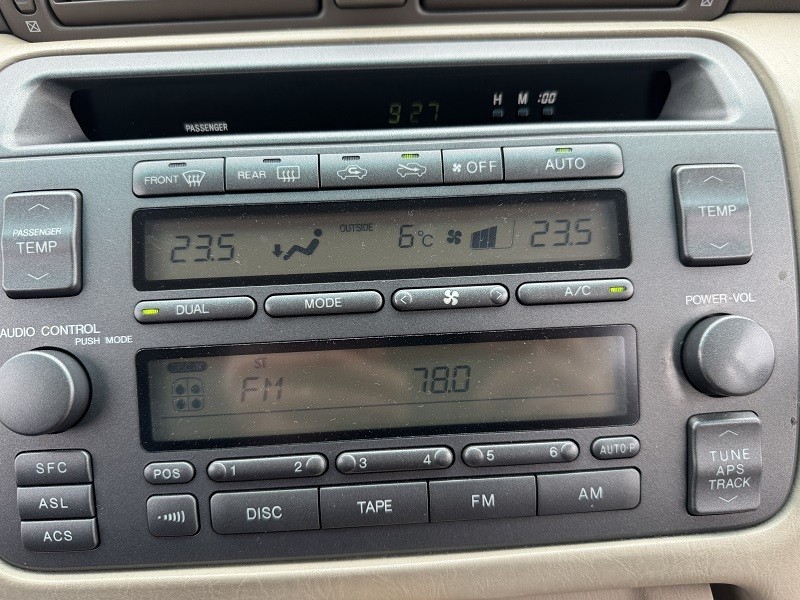 H M :00
9:27
PASSENGER
FRONT REAR OFF AUTO
PASSENGER TEMP
23.5 OUTSIDE 6°C 23.5
TEMP
DUAL MODE A/C
AUDIO CONTROL
PUSH MODE
POWER-VOL
ST
FM 78.0
SFC
ASL
ACS
POS 1 2 3 4 5 6 AUTO·P
DISC TAPE FM AM
TUNE
APS
TRACK